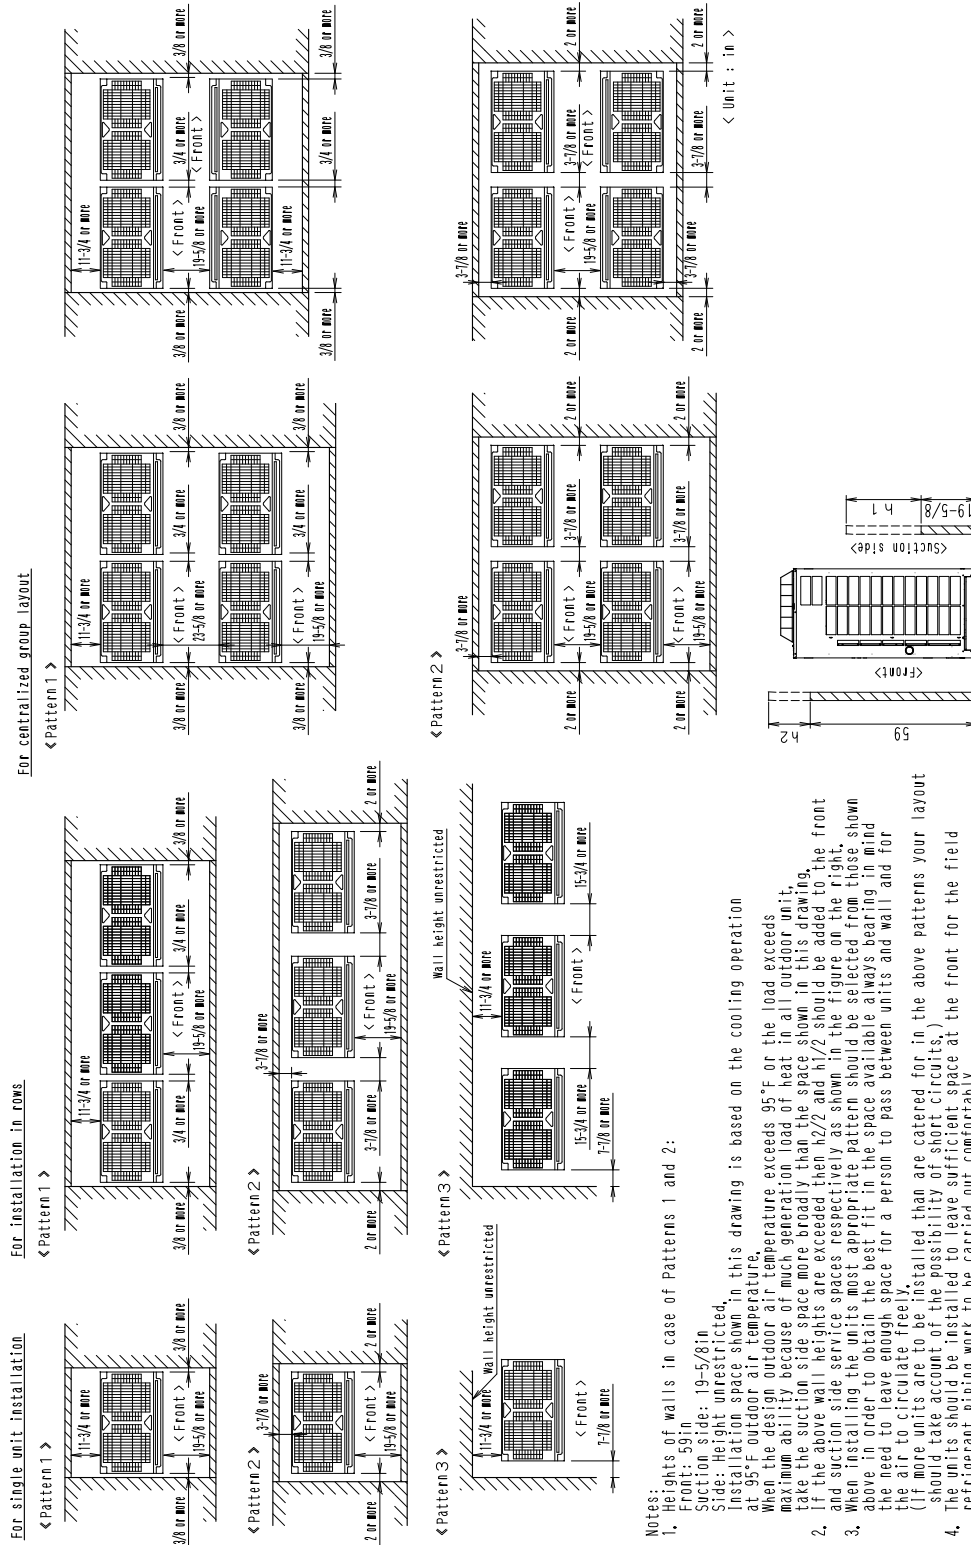 For single unit installation
《Pattern1》
11-3/4 or more
<Front>
19-5/8 or more
3/8 or more
3/8 or more
《Pattern2》
3-7/8 or more
<Front>
19-5/8 or more
2 or more
2 or more
《Pattern3》
Wall height unrestricted
11-3/4 or more
<Front>
7-7/8 or more
For installation in rows
《Pattern1》
11-3/4 or more
<Front>
19-5/8 or more
3/8 or more
3/4 or more
3/4 or more
3/8 or more
《Pattern2》
3-7/8 or more
<Front>
19-5/8 or more
2 or more
3-7/8 or more
3-7/8 or more
2 or more
《Pattern3》
Wall height unrestricted
11-3/4 or more
<Front>
15-3/4 or more
15-3/4 or more
7-7/8 or more
For centralized group layout
《Pattern1》
11-3/4 or more
<Front>
23-5/8 or more
3/8 or more
3/4 or more
3/8 or more
<Front>
19-5/8 or more
3/8 or more
3/4 or more
3/8 or more
11-3/4 or more
<Front>
19-5/8 or more
3/8 or more
3/4 or more
3/8 or more
<Front>
11-3/4 or more
3/8 or more
3/4 or more
3/8 or more
《Pattern2》
3-7/8 or more
<Front>
19-5/8 or more
2 or more
3-7/8 or more
2 or more
<Front>
19-5/8 or more
2 or more
3-7/8 or more
2 or more
3-7/8 or more
<Front>
19-5/8 or more
2 or more
3-7/8 or more
2 or more
<Front>
3-7/8 or more
2 or more
3-7/8 or more
2 or more
<Unit : in>
Notes:
1. Heights of walls in case of Patterns 1 and 2:
Front: 59in
Suction side: 19-5/8in
Side: Height unrestricted.
Installation space shown in this drawing is based on the cooling operation
at 95°F outdoor air temperature.
When the design outdoor air temperature exceeds 95°F or the load exceeds
maximum ability because of much generation load of heat in all outdoor unit,
take the suction side space more broadly than the space shown in this drawing.
2. If the above wall heights are exceeded then h2/2 and h1/2 should be added to the front
and suction side service spaces respectively as shown in the figure on the right.
3. When installing the units most appropriate pattern should be selected from those shown
above in order to obtain the best fit in the space available always bearing in mind
the need to leave enough space for a person to pass between units and wall and for
the air to circulate freely.
(If more units are to be installed than are catered for in the above patterns your layout
should take account of the possibility of short circuits.)
4. The units should be installed to leave sufficient space at the front for the field
refrigerant piping work to be carried out comfortably.
h2
59
<Front>
<Suction side>
h1
19-5/8